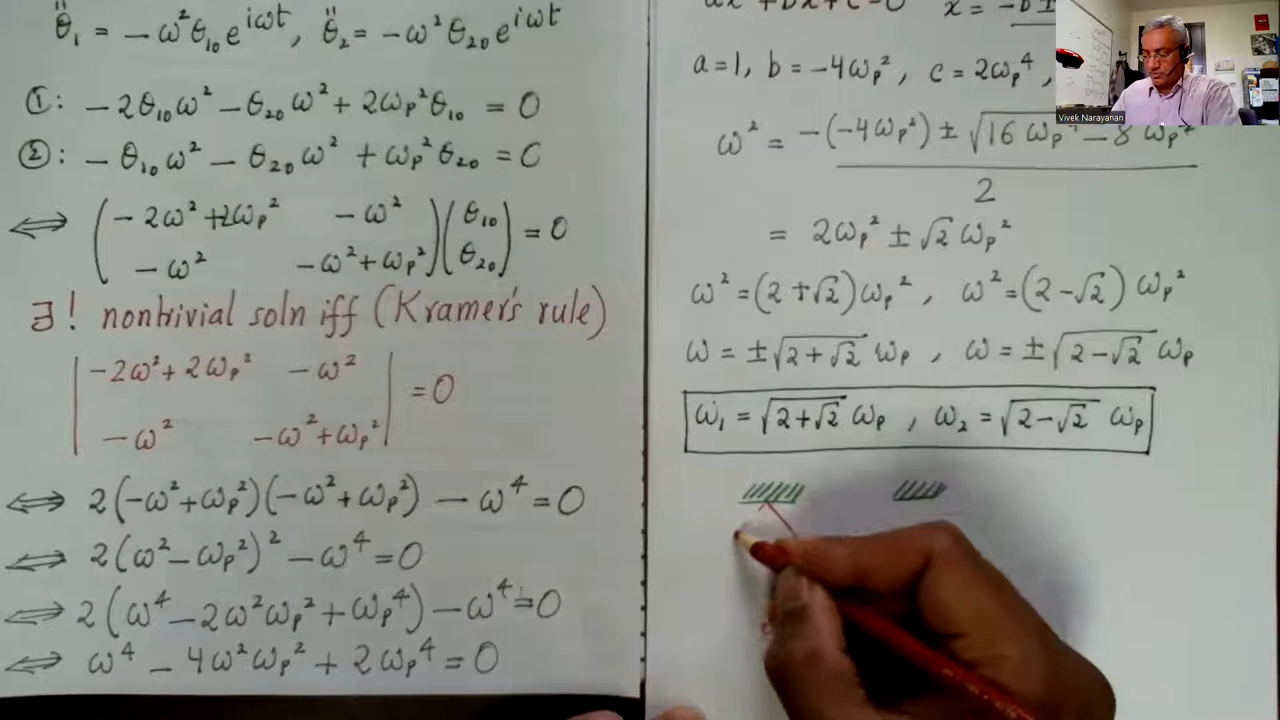 θ̈₁ = −ω²θ₁₀e^{iωt}, θ̈₂ = −ω²θ₂₀e^{iωt}
①: −2θ₁₀ω² − θ₂₀ω² + 2ωₚ²θ₁₀ = 0
②: −θ₁₀ω² − θ₂₀ω² + ωₚ²θ₂₀ = 0
⟺ ( −2ω²+2ωₚ² −ω² ) ( θ₁₀ ) = 0
( −ω² −ω²+ωₚ² ) ( θ₂₀ )
∃! nontrivial soln iff (Kramer's rule)
| −2ω²+2ωₚ² −ω² | = 0
| −ω² −ω²+ωₚ² |
⟺ 2(−ω²+ωₚ²)(−ω²+ωₚ²) − ω⁴ = 0
⟺ 2(ω²−ωₚ²)² − ω⁴ = 0
⟺ 2(ω⁴ − 2ω²ωₚ² + ωₚ⁴) − ω⁴ = 0
⟺ ω⁴ − 4ω²ωₚ² + 2ωₚ⁴ = 0
ax² + bx + c = 0 x = −b ±
a=1, b=−4ωₚ², c=2ωₚ⁴,
ω² = −(−4ωₚ²) ± √16ωₚ⁴ − 8ωₚ⁴
2
= 2ωₚ² ± √2 ωₚ²
ω² = (2+√2)ωₚ², ω² = (2−√2)ωₚ²
ω = ±√(2+√2) ωₚ, ω = ±√(2−√2) ωₚ
ω₁ = √(2+√2) ωₚ, ω₂ = √(2−√2) ωₚ
Vivek Narayanan